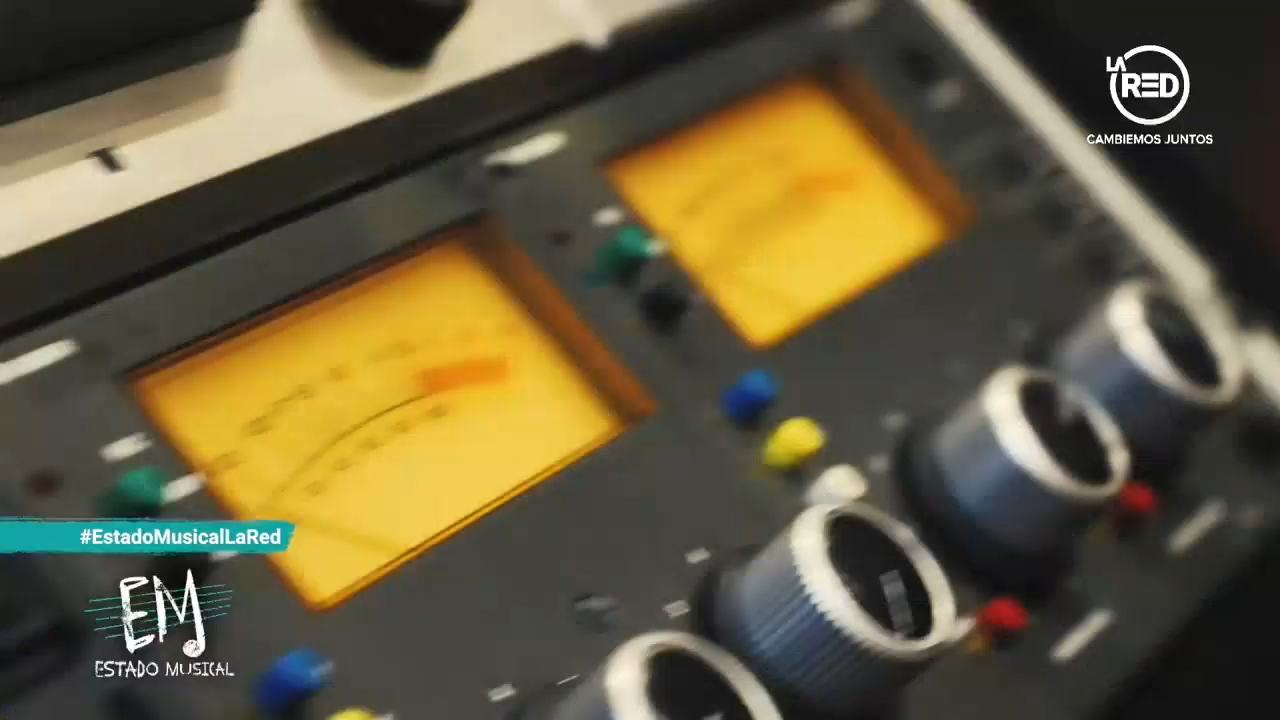 LA
RED
CAMBIEMOS JUNTOS
#EstadoMusicalLaRed
EM
ESTADO MUSICAL